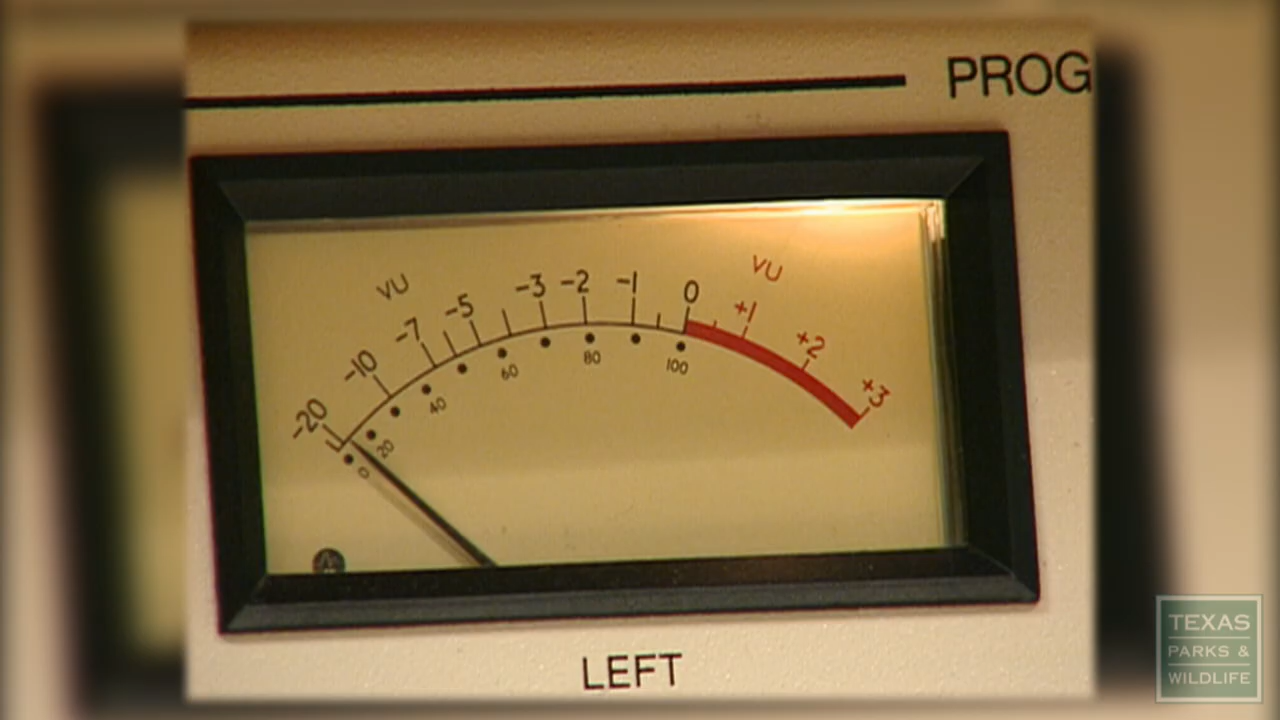 PROG
VU VU
-20 -10 -7 -5 -3 -2 -1 0 +1 +2 +3
0 20 40 60 80 100
LEFT
TEXAS
PARKS &
WILDLIFE